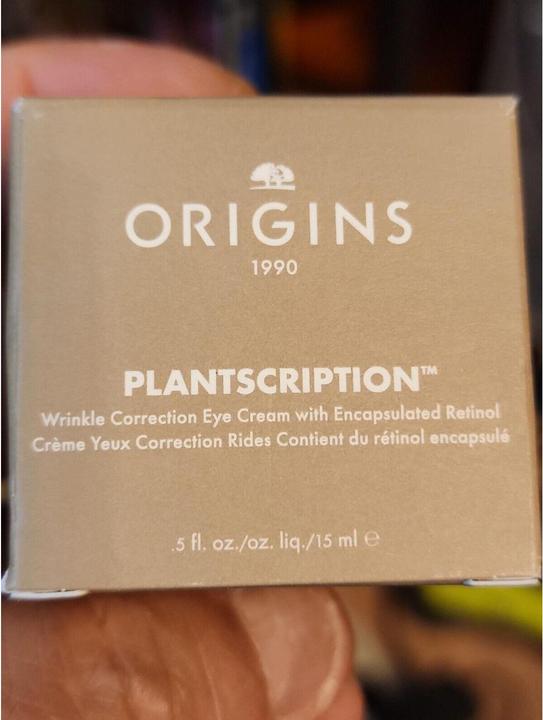 ORIGINS
1990
PLANTSCRIPTION™
Wrinkle Correction Eye Cream with Encapsulated Retinol
Crème Yeux Correction Rides Contient du rétinol encapsulé
.5 fl. oz./oz. liq./15 ml ℮